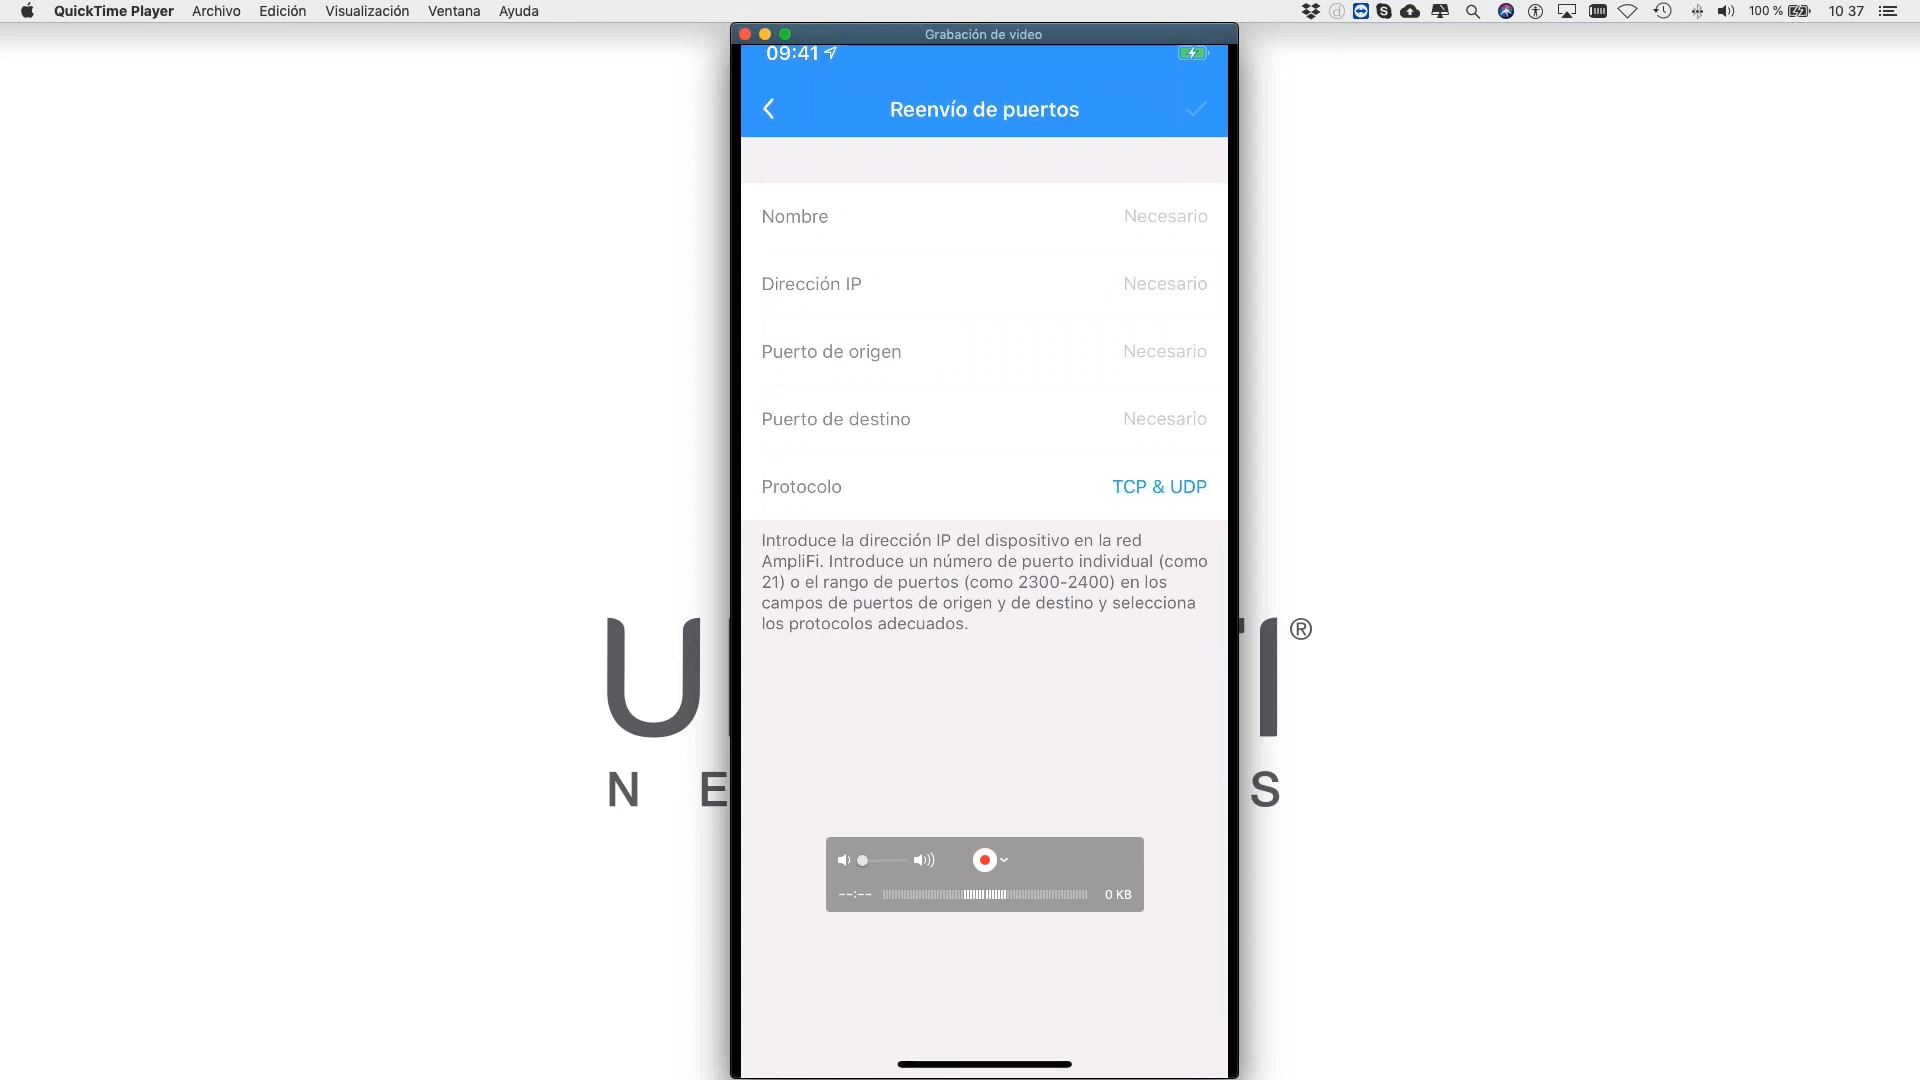 QuickTime Player Archivo Edición Visualización Ventana Ayuda 100 % 10 37
Grabación de video
09:41
Reenvío de puertos
Nombre Necesario
Dirección IP Necesario
Puerto de origen Necesario
Puerto de destino Necesario
Protocolo TCP & UDP
Introduce la dirección IP del dispositivo en la red
AmpliFi. Introduce un número de puerto individual (como
21) o el rango de puertos (como 2300-2400) en los
campos de puertos de origen y de destino y selecciona
los protocolos adecuados.
U I ®
N E S
--:-- 0 KB